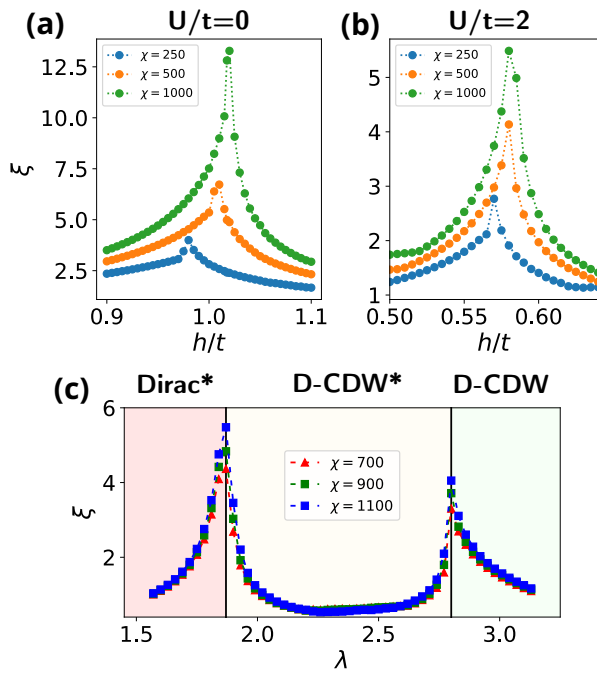 (a) U/t=0
ξ
12.5
10.0
7.5
5.0
2.5
χ = 250
χ = 500
χ = 1000
0.9 1.0 1.1
h/t
(b) U/t=2
5
4
3
2
1
χ = 250
χ = 500
χ = 1000
0.50 0.55 0.60
h/t
(c) Dirac* D-CDW* D-CDW
ξ
6
4
2
χ = 700
χ = 900
χ = 1100
1.5 2.0 2.5 3.0
λ